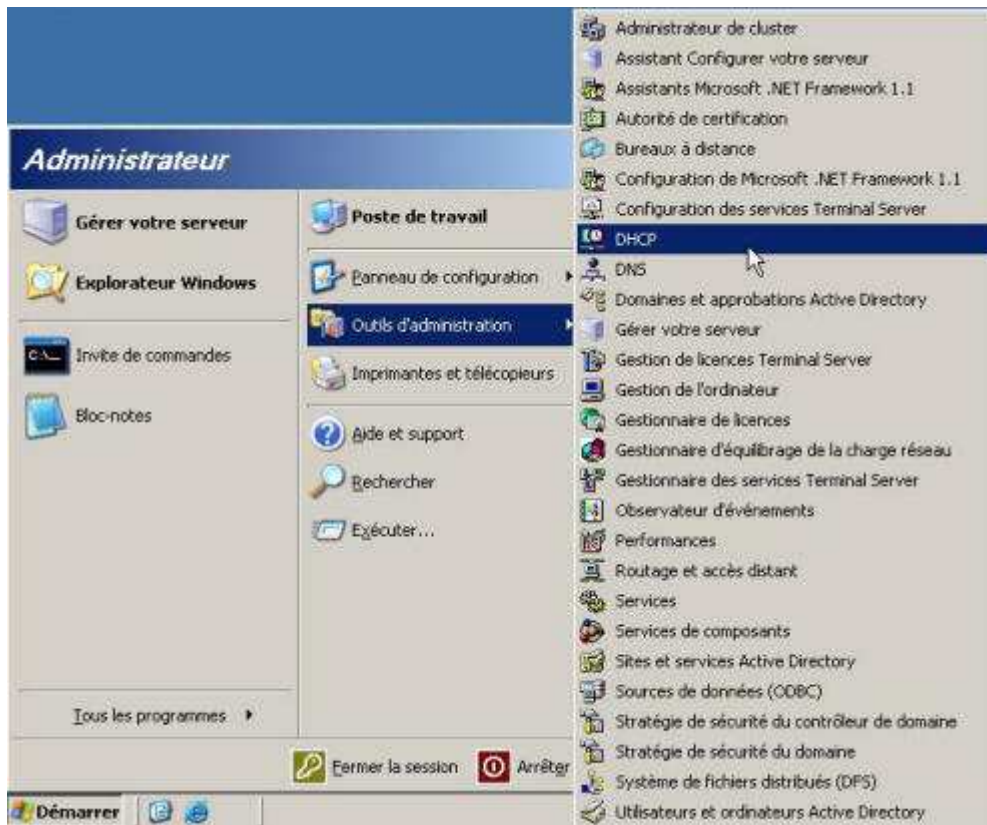 Administrateur
Gérer votre serveur
Explorateur Windows
Invite de commandes
Bloc-notes
Tous les programmes
Poste de travail
Panneau de configuration
Outils d'administration
Imprimantes et télécopieurs
Aide et support
Rechercher
Exécuter...
Fermer la session
Arrêter
Démarrer
Administrateur de cluster
Assistant Configurer votre serveur
Assistants Microsoft .NET Framework 1.1
Autorité de certification
Bureaux à distance
Configuration de Microsoft .NET Framework 1.1
Configuration des services Terminal Server
DHCP
DNS
Domaines et approbations Active Directory
Gérer votre serveur
Gestion de licences Terminal Server
Gestion de l'ordinateur
Gestionnaire de licences
Gestionnaire d'équilibrage de la charge réseau
Gestionnaire des services Terminal Server
Observateur d'événements
Performances
Routage et accès distant
Services
Services de composants
Sites et services Active Directory
Sources de données (ODBC)
Stratégie de sécurité du contrôleur de domaine
Stratégie de sécurité du domaine
Système de fichiers distribués (DFS)
Utilisateurs et ordinateurs Active Directory